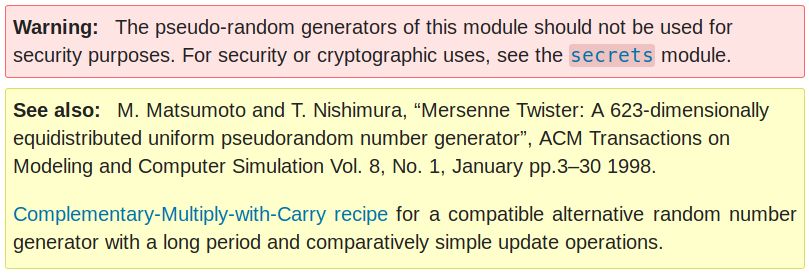 Warning: The pseudo-random generators of this module should not be used for
security purposes. For security or cryptographic uses, see the secrets module.
See also: M. Matsumoto and T. Nishimura, “Mersenne Twister: A 623-dimensionally
equidistributed uniform pseudorandom number generator”, ACM Transactions on
Modeling and Computer Simulation Vol. 8, No. 1, January pp.3–30 1998.
Complementary-Multiply-with-Carry recipe for a compatible alternative random number
generator with a long period and comparatively simple update operations.